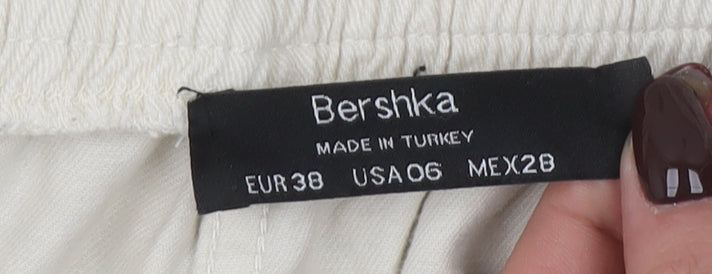 Bershka
MADE IN TURKEY
EUR 38 USA 06 MEX 28